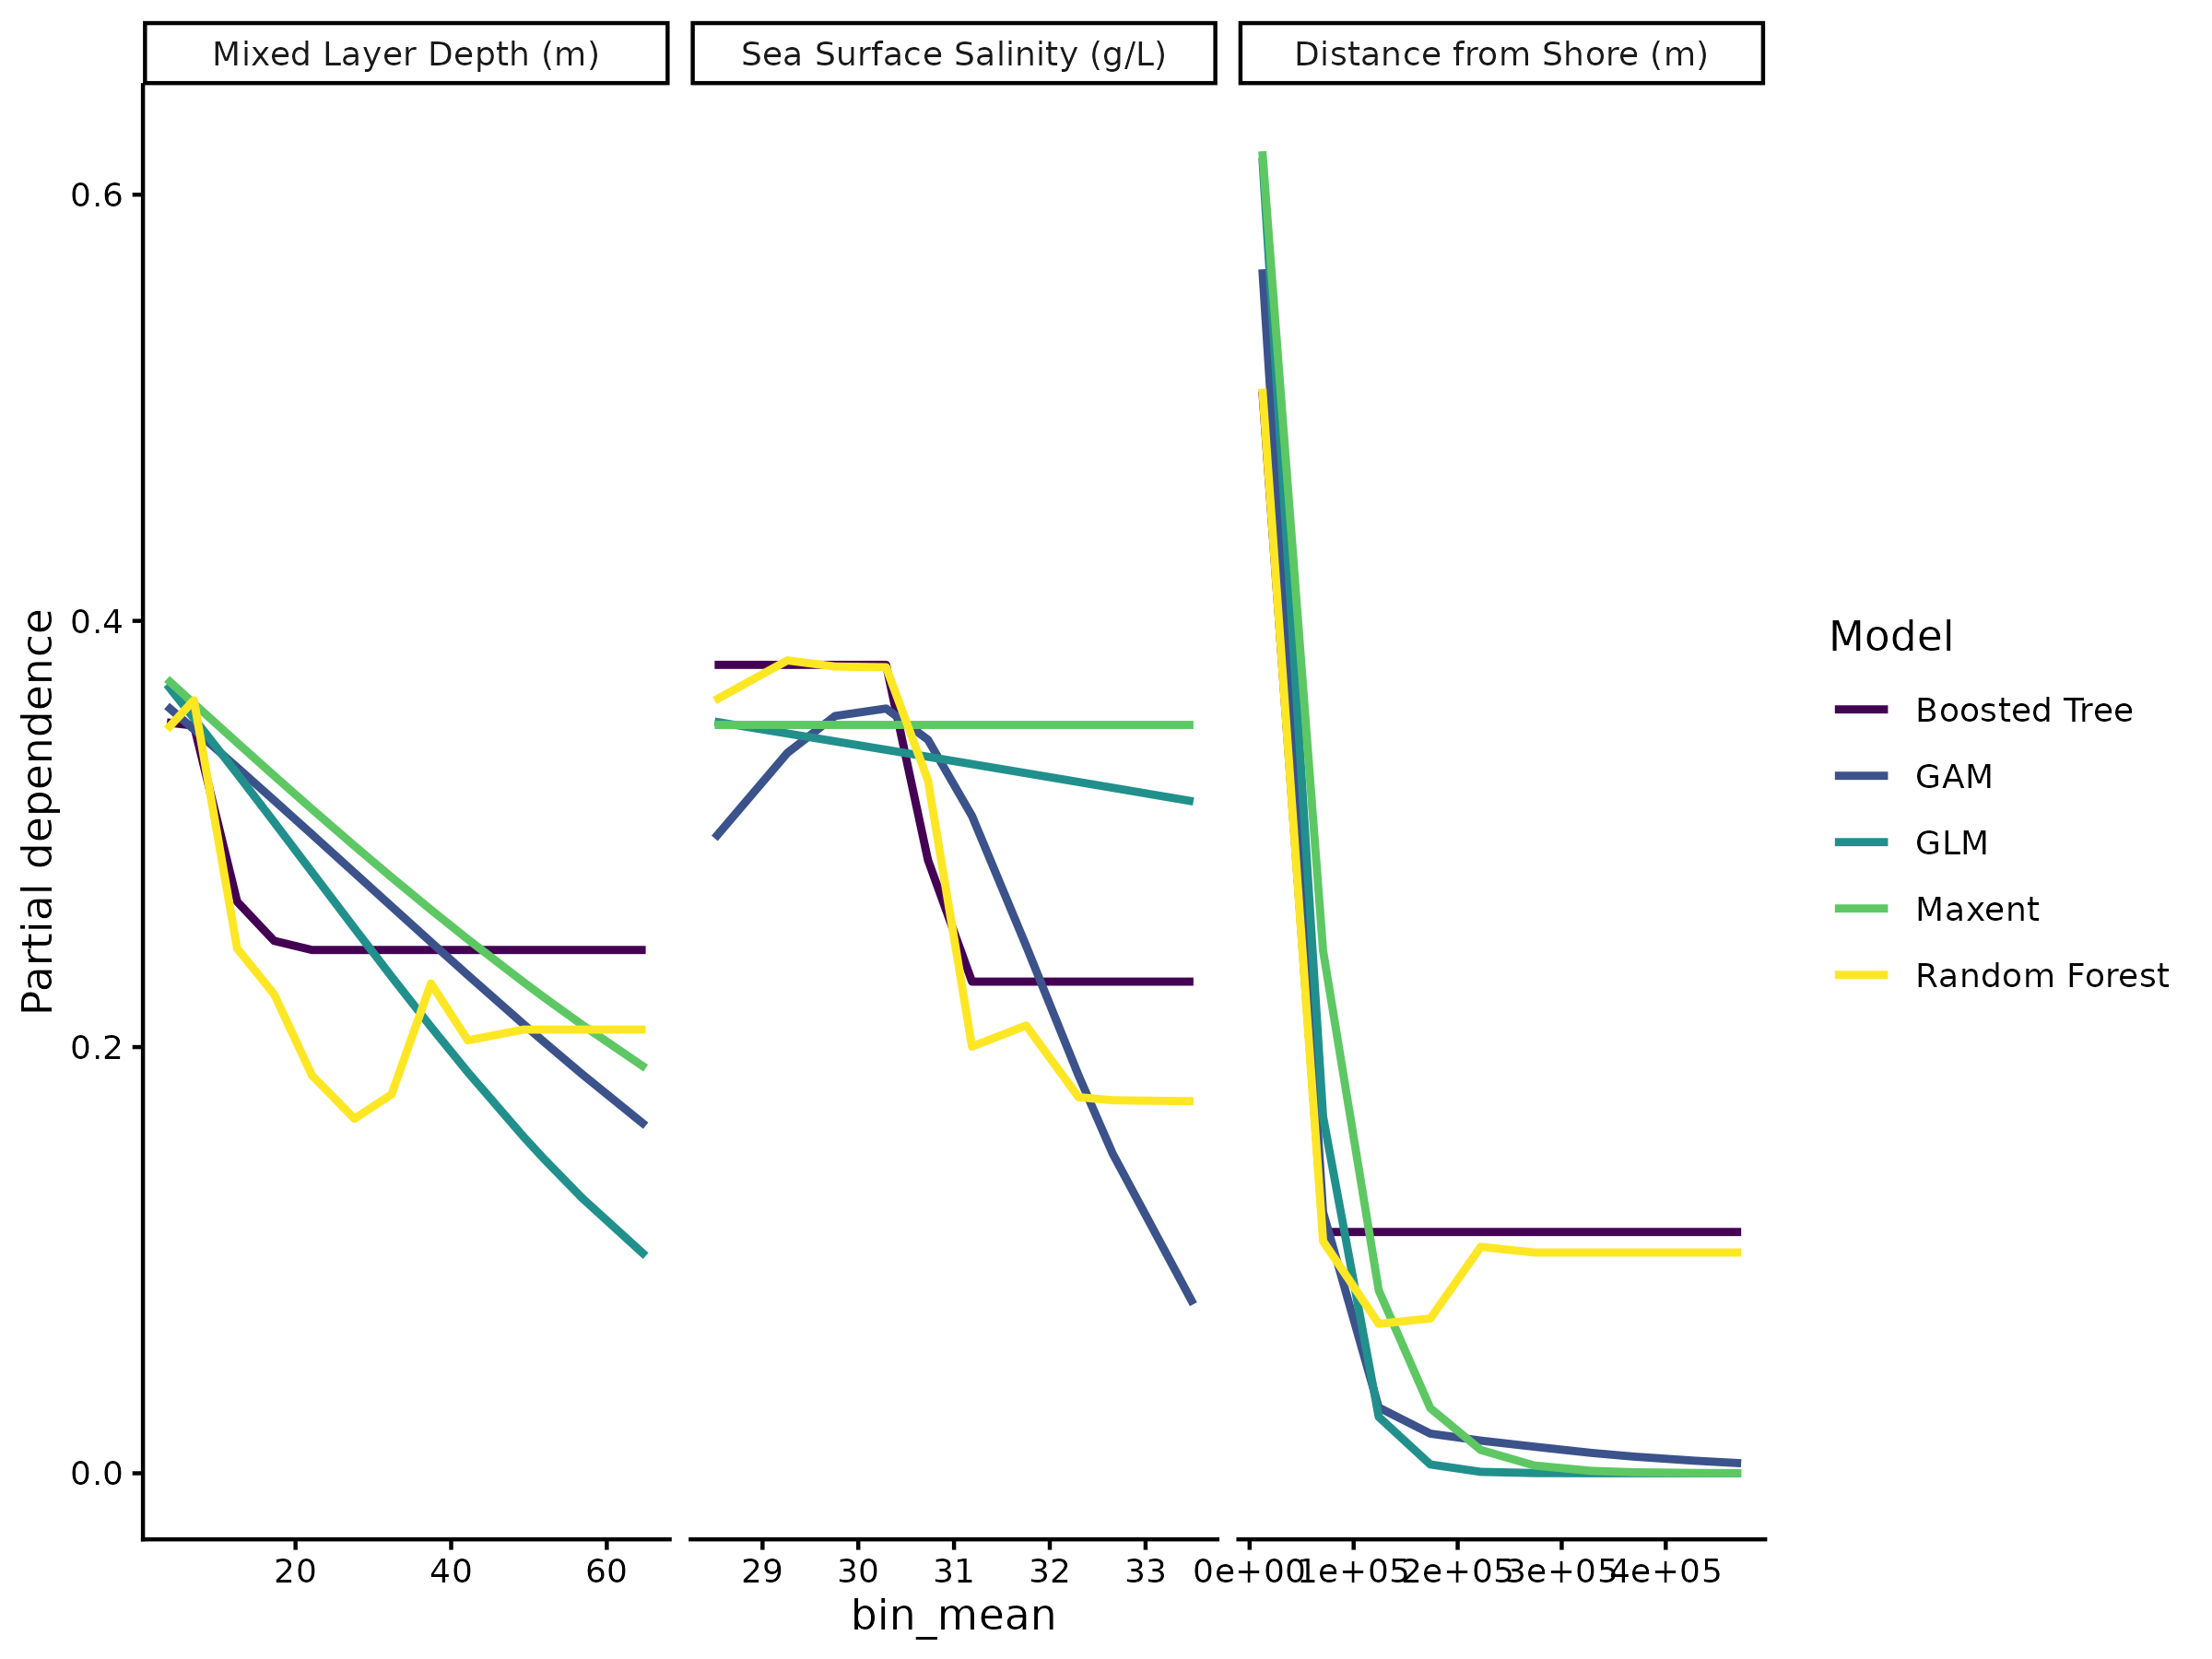 Mixed Layer Depth (m)
Sea Surface Salinity (g/L)
Distance from Shore (m)
Partial dependence
0.6
0.4
0.2
0.0
20 40 60
29 30 31 32 33
0e+00 1e+05 2e+05 3e+05 4e+05
bin_mean
Model
Boosted Tree
GAM
GLM
Maxent
Random Forest